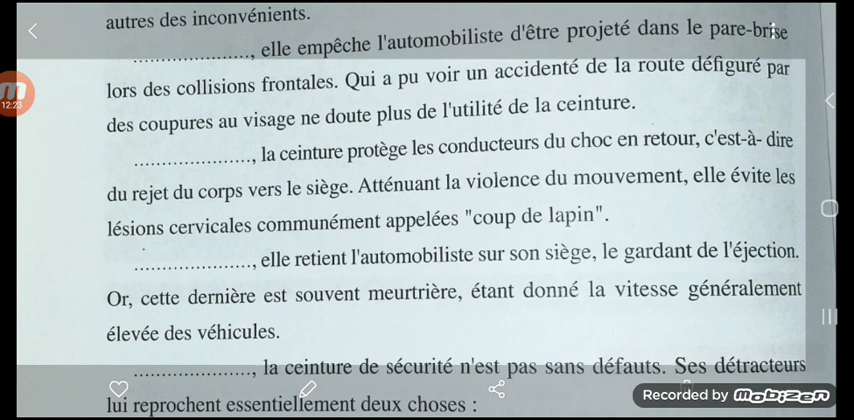 autres des inconvénients.
...................., elle empêche l'automobiliste d'être projeté dans le pare-brise
lors des collisions frontales. Qui a pu voir un accidenté de la route défiguré par
des coupures au visage ne doute plus de l'utilité de la ceinture.
...................., la ceinture protège les conducteurs du choc en retour, c'est-à- dire
du rejet du corps vers le siège. Atténuant la violence du mouvement, elle évite les
lésions cervicales communément appelées "coup de lapin".
...................., elle retient l'automobiliste sur son siège, le gardant de l'éjection.
Or, cette dernière est souvent meurtrière, étant donné la vitesse généralement
élevée des véhicules.
...................., la ceinture de sécurité n'est pas sans défauts. Ses détracteurs
lui reprochent essentiellement deux choses :
12:23
Recorded by mobizen